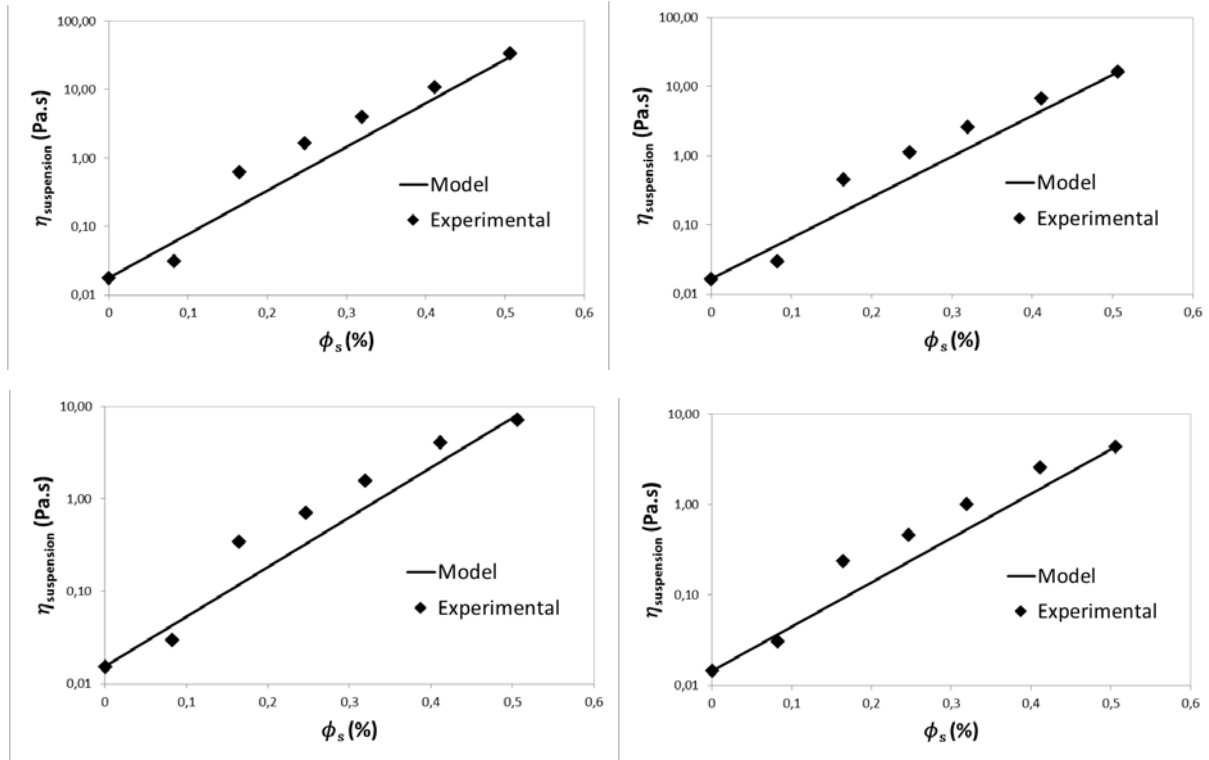 100,00
10,00
1,00
0,10
0,01
0
0,1
0,2
0,3
0,4
0,5
0,6
η suspension (Pa.s)
ϕs (%)
Model
Experimental
100,00
10,00
1,00
0,10
0,01
0
0,1
0,2
0,3
0,4
0,5
0,6
η suspension (Pa.s)
ϕs (%)
Model
Experimental
10,00
1,00
0,10
0,01
0
0,1
0,2
0,3
0,4
0,5
0,6
η suspension (Pa.s)
ϕs (%)
Model
Experimental
10,00
1,00
0,10
0,01
0
0,1
0,2
0,3
0,4
0,5
0,6
η suspension (Pa.s)
ϕs (%)
Model
Experimental